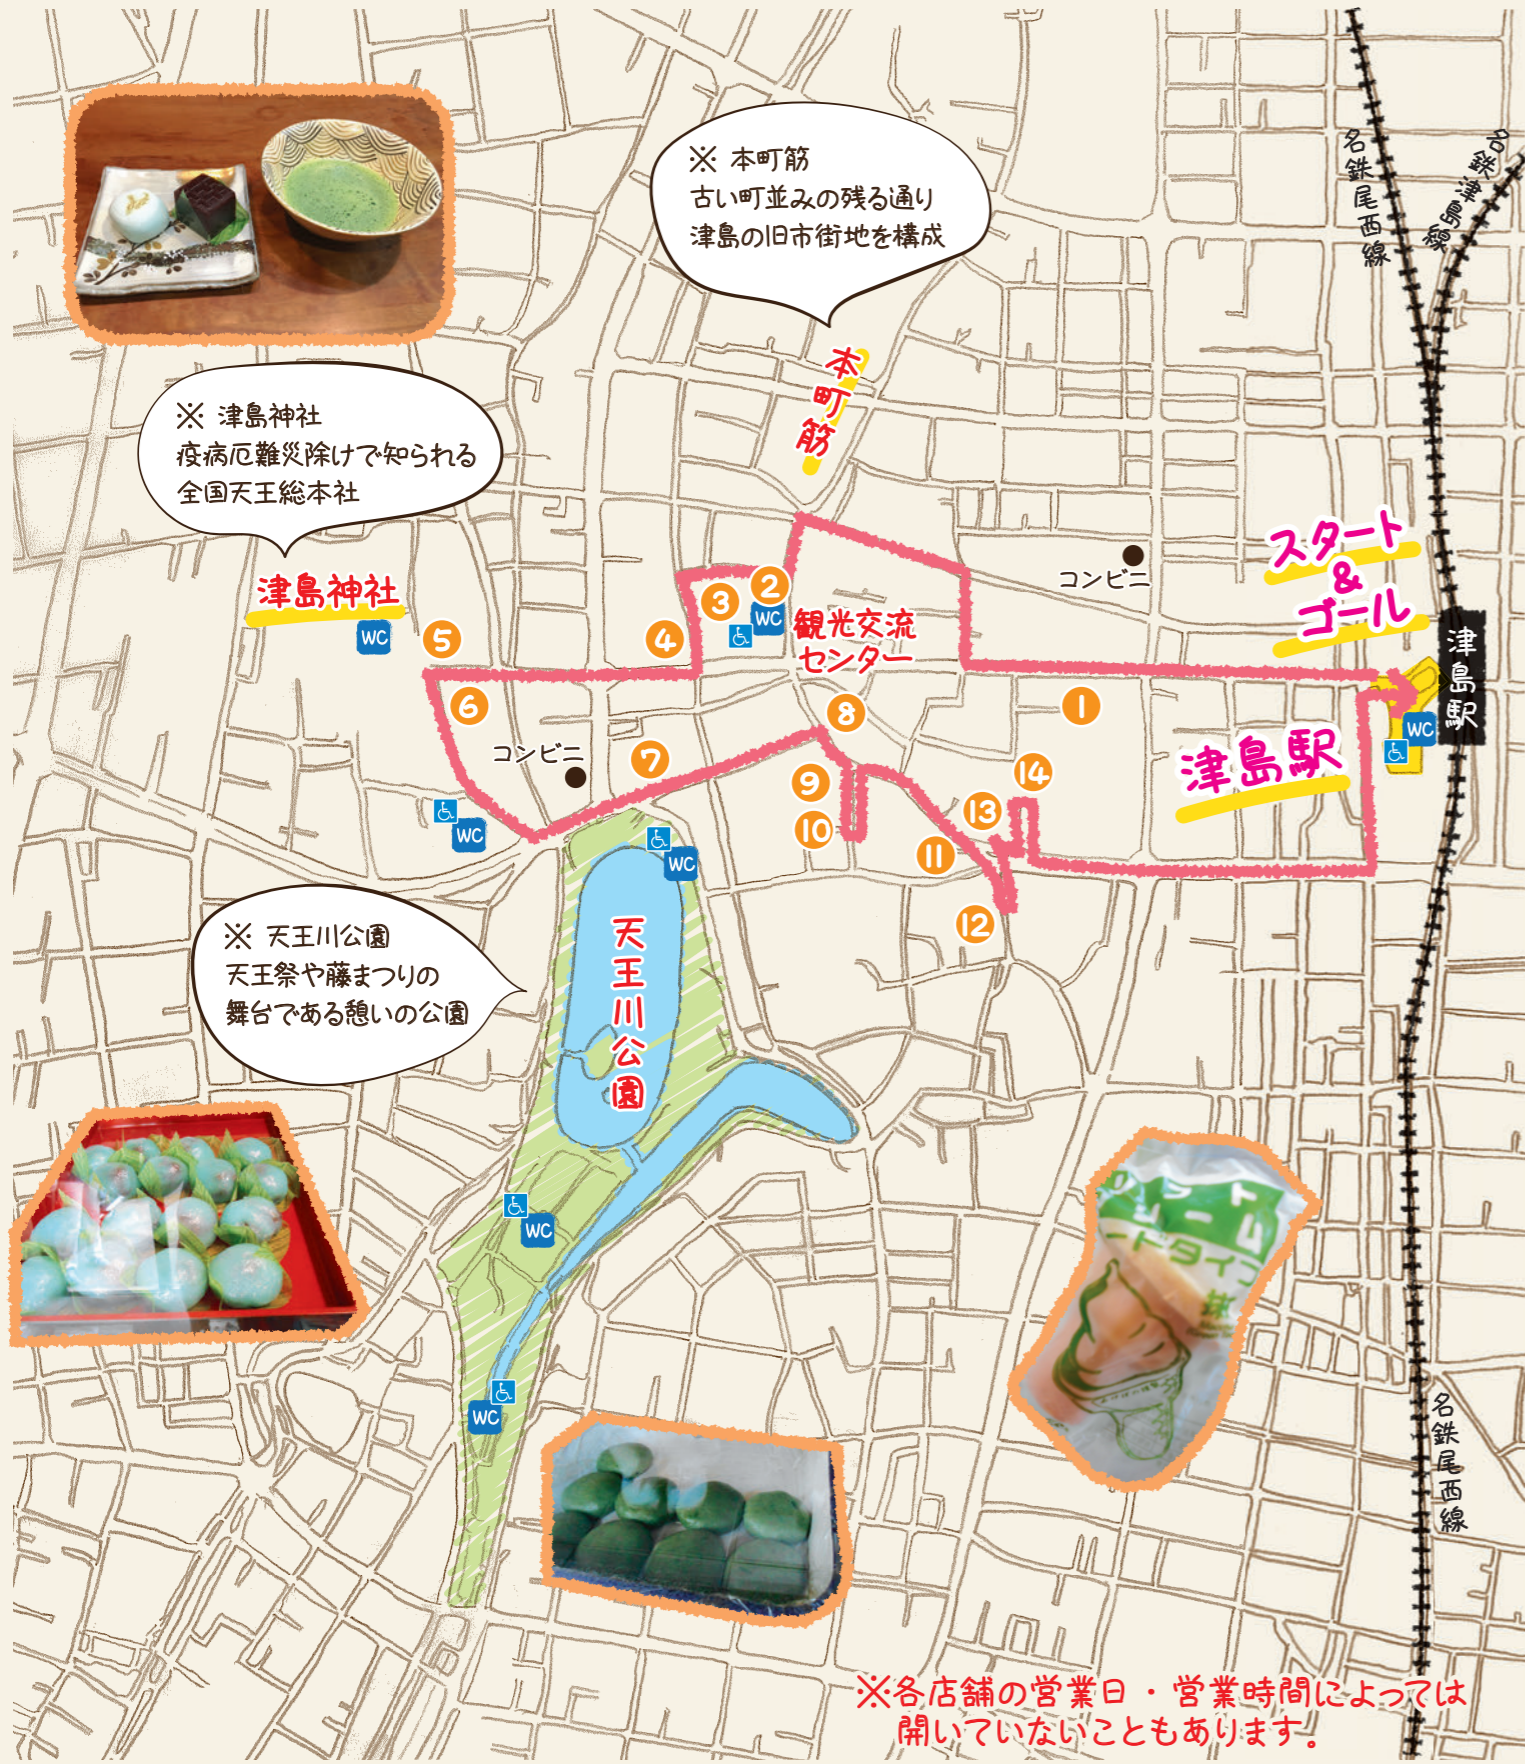 ※ 本町筋
古い町並みの残る通り
津島の旧市街地を構成
名鉄尾西線
名鉄津島線
本町筋
※ 津島神社
疫病厄難災除けで知られる
全国天王総本社
津島神社
WC
スタート
&
ゴール
コンビニ
津島駅
観光交流
センター
WC
1
2
3
4
5
6
7
8
9
10
11
12
13
14
コンビニ
津島駅
WC
WC
WC
※ 天王川公園
天王祭や藤まつりの
舞台である憩いの公園
天王川公園
WC
WC
名鉄尾西線
※各店舗の営業日・営業時間によっては
開いていないこともあります。